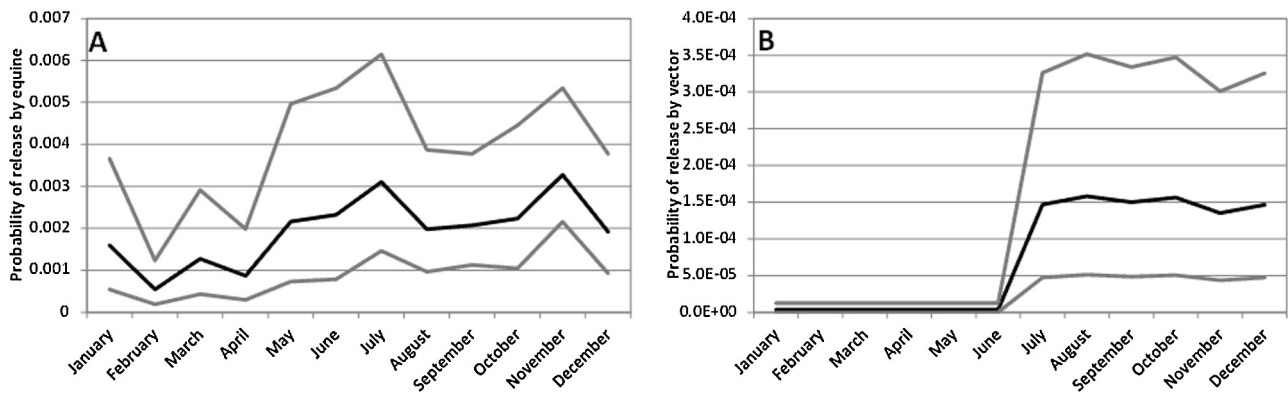 A
Probability of release by equine
0.007
0.006
0.005
0.004
0.003
0.002
0.001
0
January
February
March
April
May
June
July
August
September
October
November
December
B
Probability of release by vector
4.0E-04
3.5E-04
3.0E-04
2.5E-04
2.0E-04
1.5E-04
1.0E-04
5.0E-05
0.0E+00
January
February
March
April
May
June
July
August
September
October
November
December